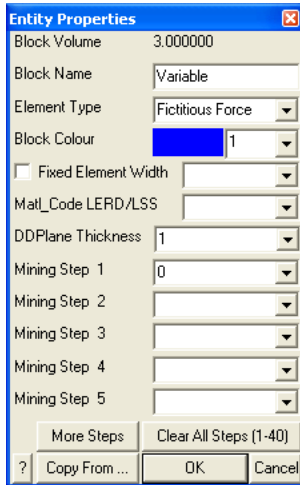 Entity Properties
Block Volume 3.000000
Block Name Variable
Element Type Fictitious Force
Block Colour 1
Fixed Element Width
Matl_Code LERD/LSS
DDPlane Thickness 1
Mining Step 1 0
Mining Step 2
Mining Step 3
Mining Step 4
Mining Step 5
More Steps Clear All Steps (1-40)
? Copy From ... OK Cancel